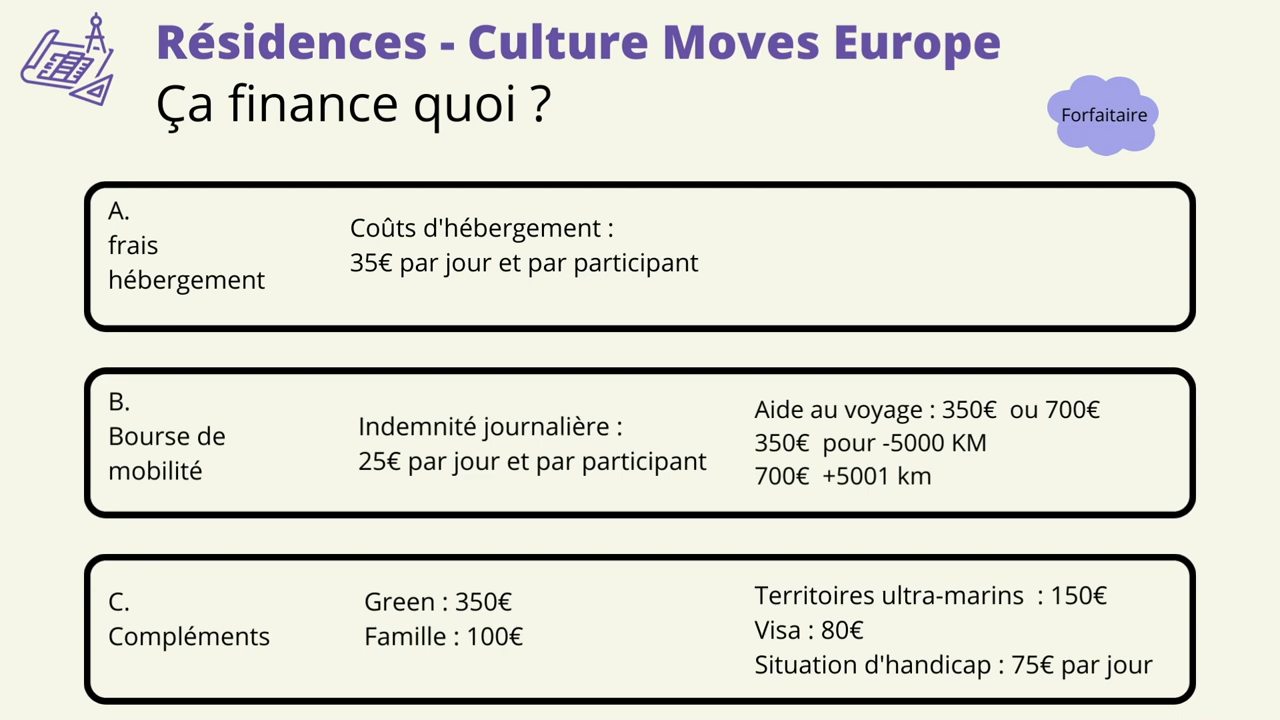 Résidences - Culture Moves Europe
Ça finance quoi ?
Forfaitaire
A.
frais
hébergement
Coûts d'hébergement :
35€ par jour et par participant
B.
Bourse de
mobilité
Indemnité journalière :
25€ par jour et par participant
Aide au voyage : 350€ ou 700€
350€ pour -5000 KM
700€ +5001 km
C.
Compléments
Green : 350€
Famille : 100€
Territoires ultra-marins : 150€
Visa : 80€
Situation d'handicap : 75€ par jour